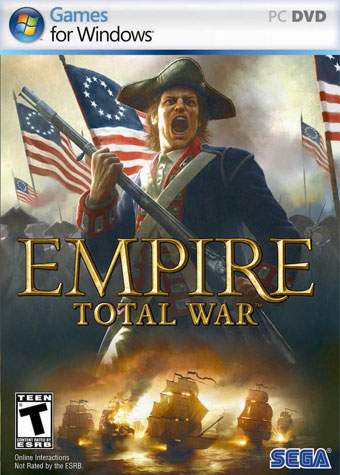 Games
for Windows®
PC DVD
EMPIRE
TOTAL WAR™
TEEN
T
CONTENT RATED BY
ESRB
Online Interactions
Not Rated by the ESRB.
SEGA